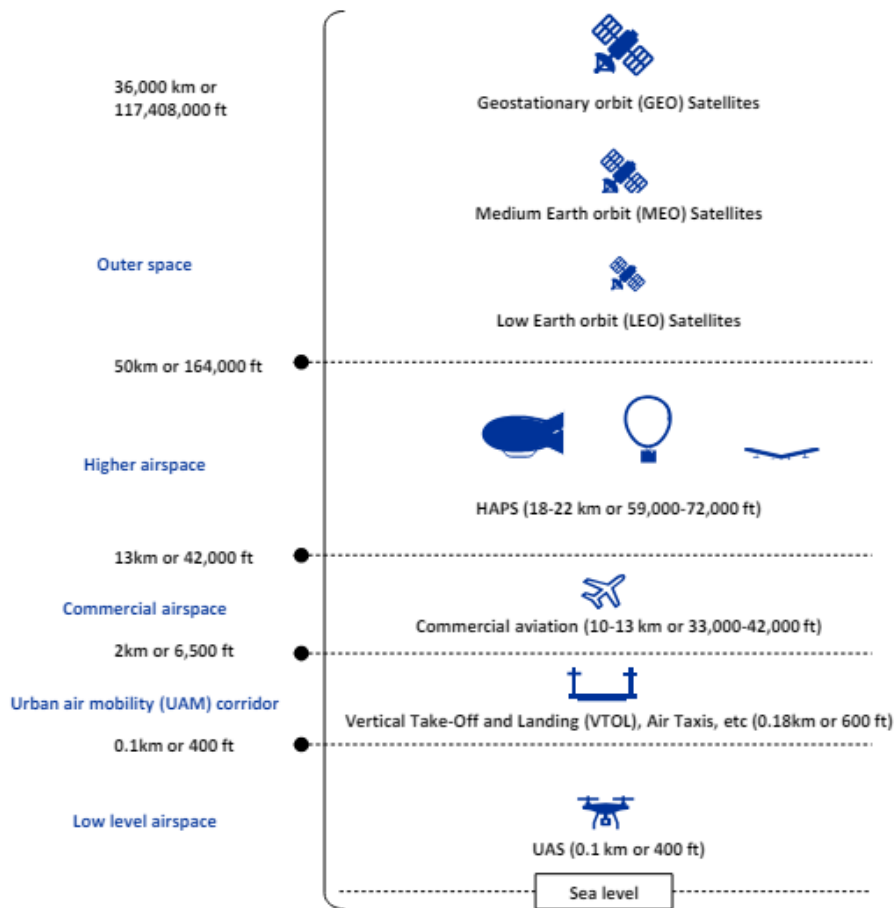 36,000 km or
117,408,000 ft
Geostationary orbit (GEO) Satellites
Medium Earth orbit (MEO) Satellites
Outer space
Low Earth orbit (LEO) Satellites
50km or 164,000 ft
Higher airspace
HAPS (18-22 km or 59,000-72,000 ft)
13km or 42,000 ft
Commercial airspace
Commercial aviation (10-13 km or 33,000-42,000 ft)
2km or 6,500 ft
Urban air mobility (UAM) corridor
Vertical Take-Off and Landing (VTOL), Air Taxis, etc (0.18km or 600 ft)
0.1km or 400 ft
Low level airspace
UAS (0.1 km or 400 ft)
Sea level